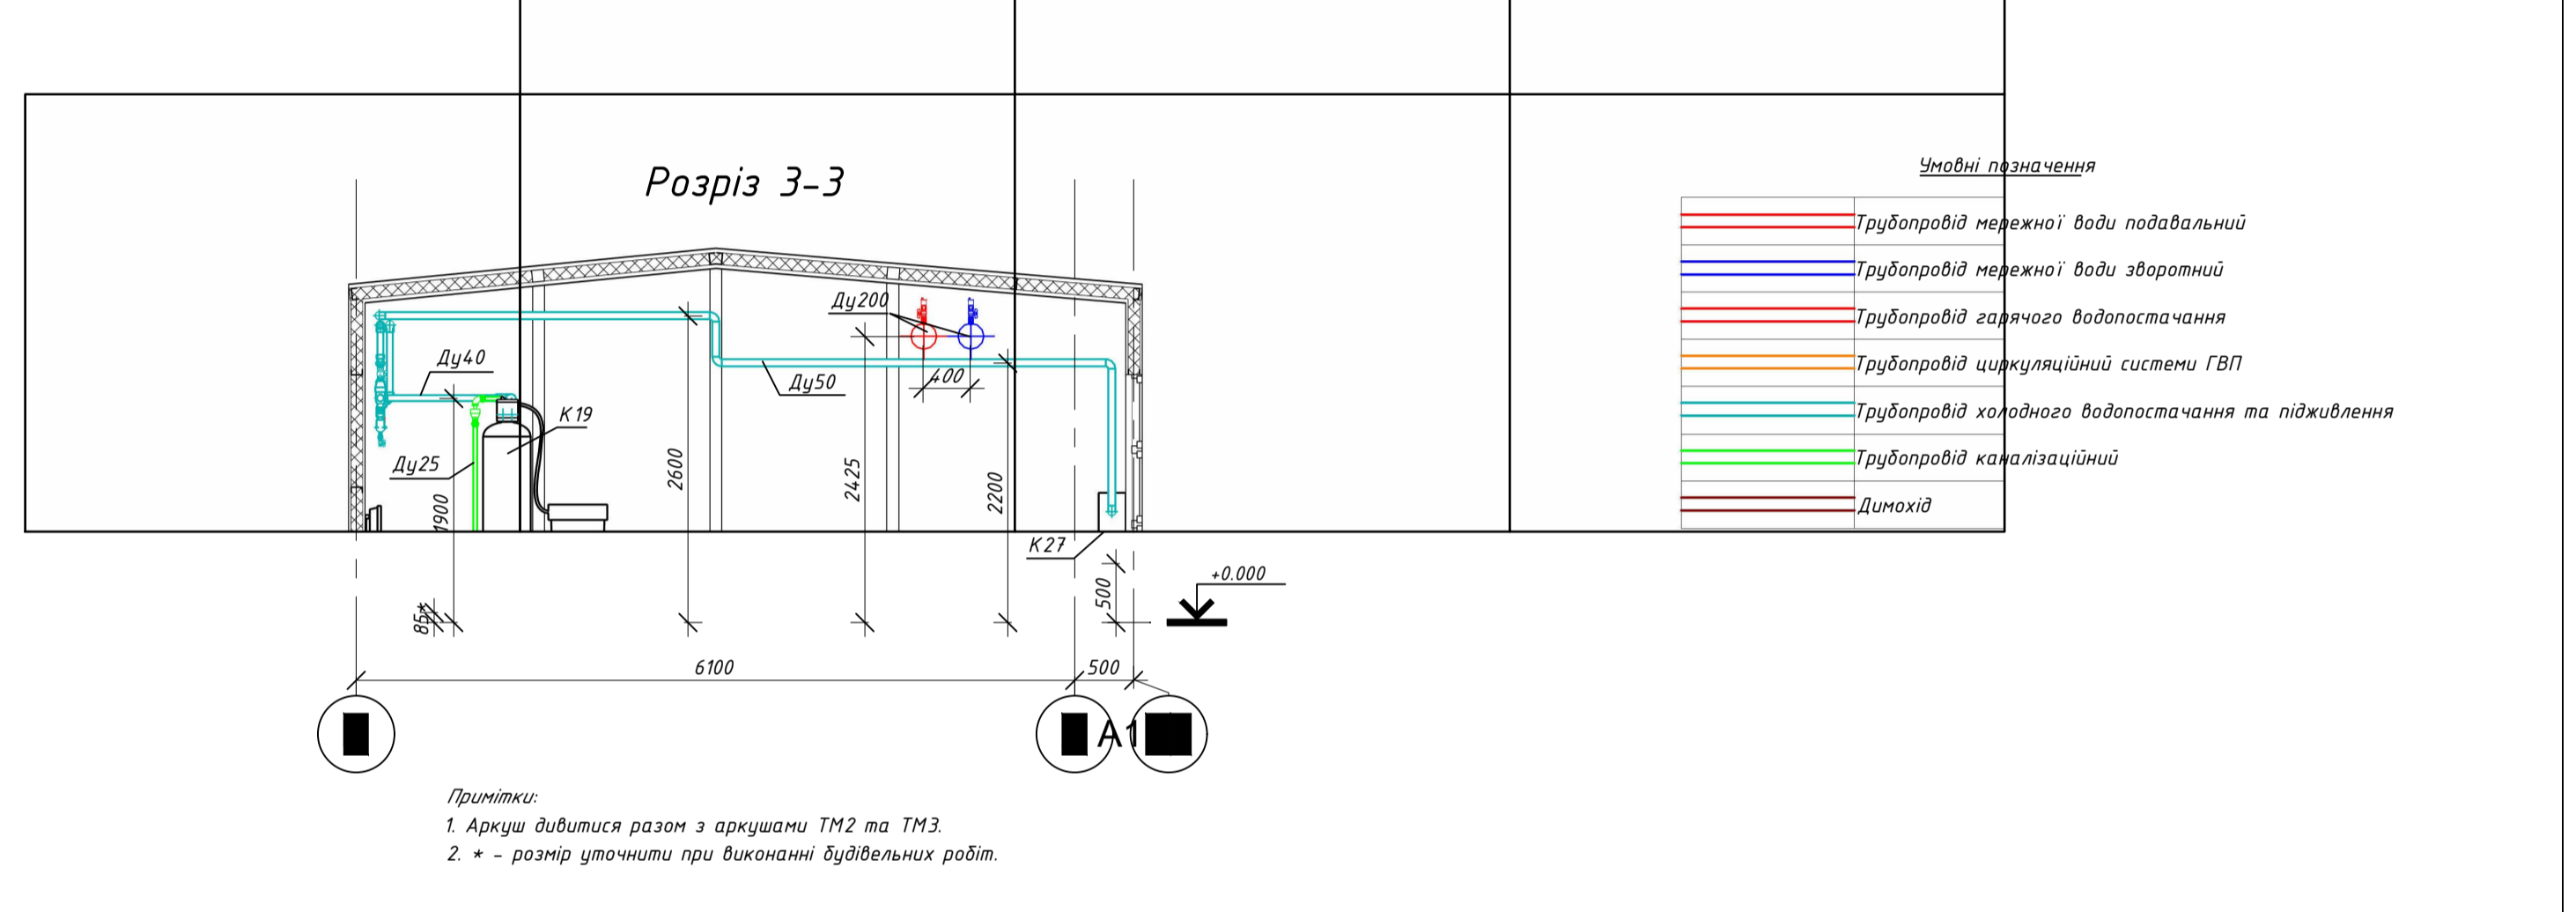 Розріз 3-3
Умовні позначення
Трубопровід мережної води подавальний
Трубопровід мережної води зворотний
Трубопровід гарячого водопостачання
Трубопровід циркуляційний системи ГВП
Трубопровід холодного водопостачання та підживлення
Трубопровід каналізаційний
Димохід
Ду200
Ду40
Ду50
400
К19
Ду25
2600
2425
2200
1900
К27
+0.000
500
85*
6100
500
А1
Примітки:
1. Аркуш дивитися разом з аркушами ТМ2 та ТМ3.
2. * - розмір уточнити при виконанні будівельних робіт.